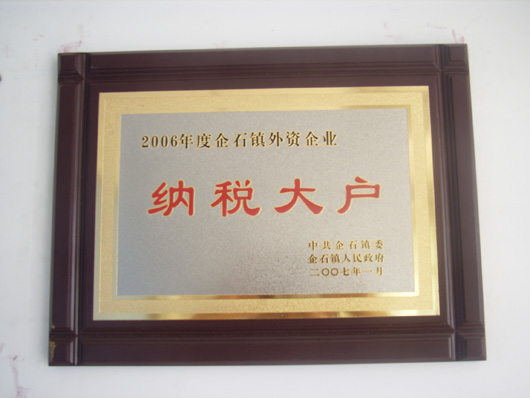 2006年度金石镇外资企业
纳税大户
中共金石镇委
金石镇人民政府
二〇〇七年一月